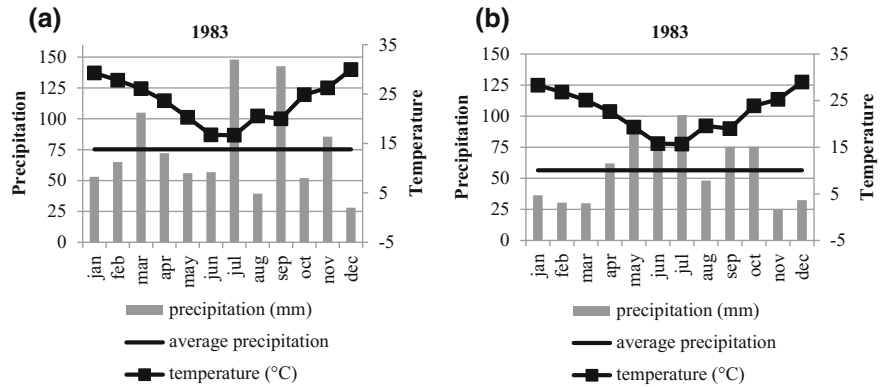 (a)
1983
Precipitation
150
125
100
75
50
25
0
35
25
15
5
-5
Temperature
jan
feb
mar
apr
may
jun
jul
aug
sep
oct
nov
dec
precipitation (mm)
average precipitation
temperature (°C)
(b)
1983
Precipitation
150
125
100
75
50
25
0
35
25
15
5
-5
Temperature
jan
feb
mar
apr
may
jun
jul
aug
sep
oct
nov
dec
precipitation (mm)
average precipitation
temperature (°C)